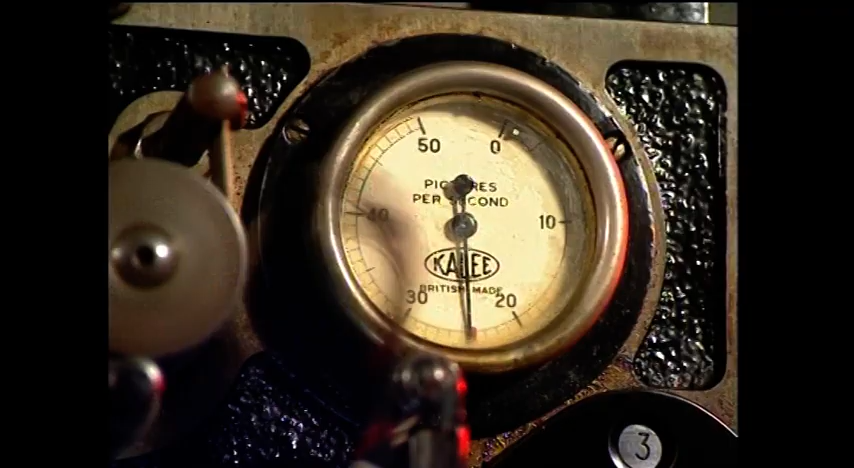 50 0
PICTURES
PER SECOND
40 10
KALEE
BRITISH MADE
30 20
3